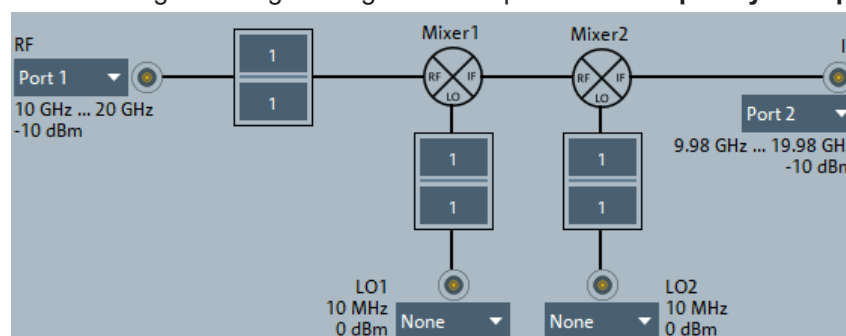 Mixer1
Mixer2
RF
Port 1
10 GHz ... 20 GHz
-10 dBm
1
1
RF IF
LO
RF IF
LO
Port 2
9.98 GHz ... 19.98
-10
1
1
1
1
LO1
10 MHz
0 dBm
None
None
LO2
10 MHz
0 dBm